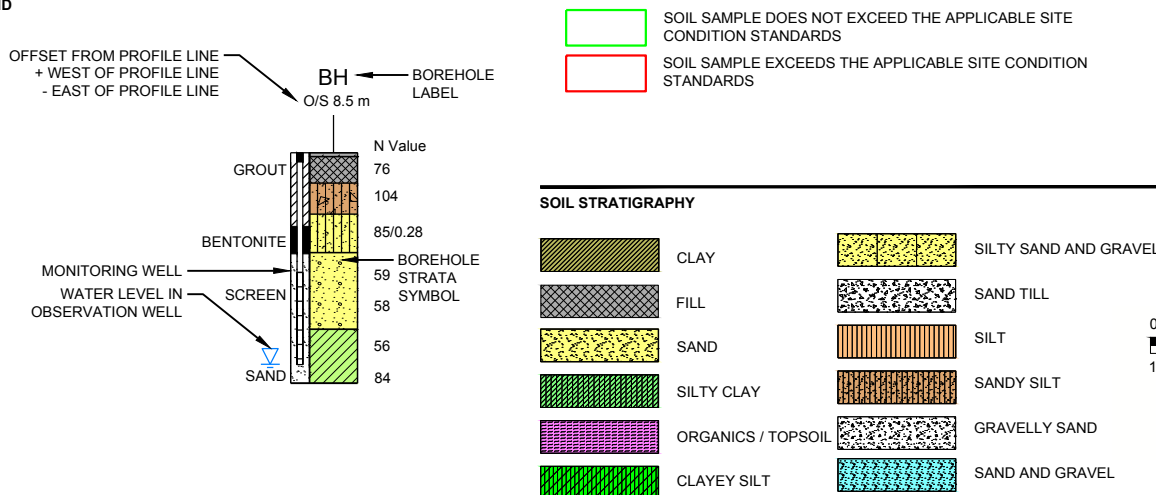 OFFSET FROM PROFILE LINE
+ WEST OF PROFILE LINE
- EAST OF PROFILE LINE
BH
O/S 8.5 m
BOREHOLE
LABEL
N Value
GROUT
76
104
85/0.28
BENTONITE
BOREHOLE
STRATA
SYMBOL
MONITORING WELL
59
WATER LEVEL IN
OBSERVATION WELL
SCREEN
58
56
SAND
84
SOIL SAMPLE DOES NOT EXCEED THE APPLICABLE SITE
CONDITION STANDARDS
SOIL SAMPLE EXCEEDS THE APPLICABLE SITE CONDITION
STANDARDS
SOIL STRATIGRAPHY
CLAY
FILL
SAND
SILTY CLAY
ORGANICS / TOPSOIL
CLAYEY SILT
SILTY SAND AND GRAVEL
SAND TILL
SILT
SANDY SILT
GRAVELLY SAND
SAND AND GRAVEL